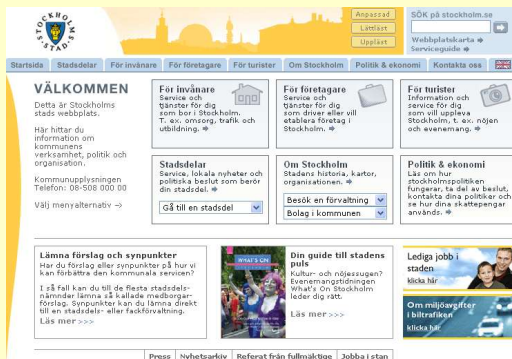 STOCKHOLMS STAD
Anpassad
Lättläst
Uppläst
SÖK på stockholm.se
Webbplatskarta
Serviceguide
Startsida Stadsdelar För invånare För företagare För turister Om Stockholm Politik & ekonomi Kontakta oss
VÄLKOMMEN
Detta är Stockholms
stads webbplats.
Här hittar du
information om
kommunens
verksamhet, politik och
organisation.
Kommunupplysningen
Telefon: 08-508 000 00
Välj menyalternativ -->
För invånare
Service och
tjänster för dig
som bor i Stockholm.
T. ex. omsorg, trafik och
utbildning.
För företagare
Service och
tjänster för dig
som driver eller vill
etablera företag i
Stockholm.
För turister
Information och
service för dig
som vill uppleva
Stockholm, t. ex. nöjen
och evenemang.
Stadsdelar
Service, lokala nyheter och
politiska beslut som berör
din stadsdel.
Gå till en stadsdel
Om Stockholm
Stadens historia, kartor,
organisationen.
Besök en förvaltning
Bolag i kommunen
Politik & ekonomi
Läs om hur
stockholmspolitiken
fungerar, ta del av beslut,
kontakta dina politiker och
se hur dina skattepengar
används.
Lämna förslag och synpunkter
Har du förslag eller synpunkter på hur vi
kan förbättra den kommunala servicen?
I så fall kan du till de flesta stadsdels-
nämnder lämna så kallade medborgar-
förslag. Synpunkter kan du lämna direkt
till en stadsdels- eller fackförvaltning.
Läs mer >>>
WHAT'S ON
Din guide till stadens
puls
Kultur- och nöjessugen?
Evenemangstidningen
What's On Stockholm
leder dig rätt.
Läs mer >>>
Lediga jobb i
staden
klicka här
Om miljöavgifter
i biltrafiken
klicka här
Press Nyhetsarkiv Referat från fullmäktige Jobba i stan